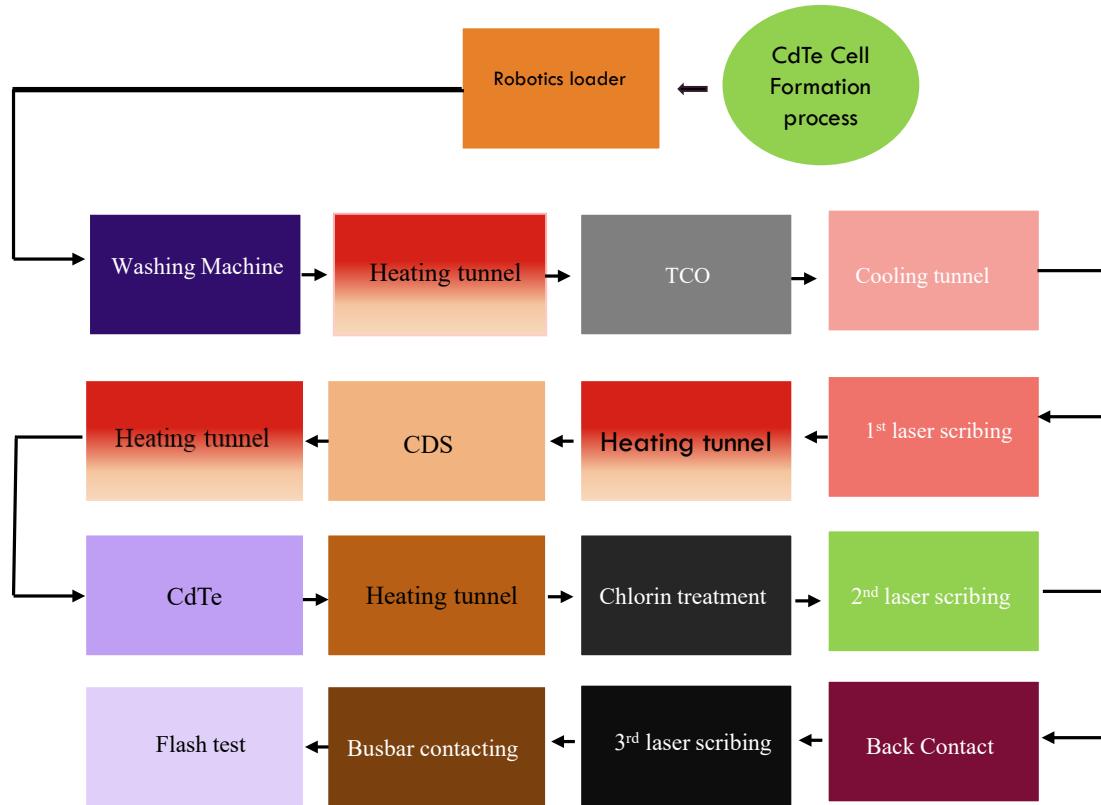 CdTe Cell
Formation
process
Robotics loader
Washing Machine
Heating tunnel
TCO
Cooling tunnel
1st laser scribing
Heating tunnel
CDS
Heating tunnel
CdTe
Heating tunnel
Chlorin treatment
2nd laser scribing
Back Contact
3rd laser scribing
Busbar contacting
Flash test